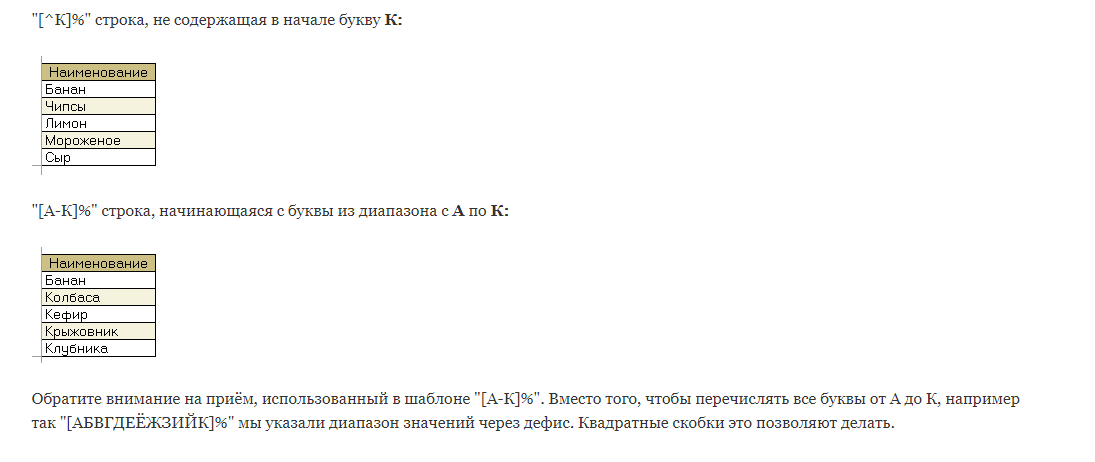 "[^К]%" строка, не содержащая в начале букву К:
Наименование
Банан
Чипсы
Лимон
Мороженое
Сыр
"[А-К]%" строка, начинающаяся с буквы из диапазона с А по К:
Наименование
Банан
Колбаса
Кефир
Крыжовник
Клубника
Обратите внимание на приём, использованный в шаблоне "[А-К]%". Вместо того, чтобы перечислять все буквы от А до К, например
так "[АБВГДЕЁЖЗИЙК]%" мы указали диапазон значений через дефис. Квадратные скобки это позволяют делать.